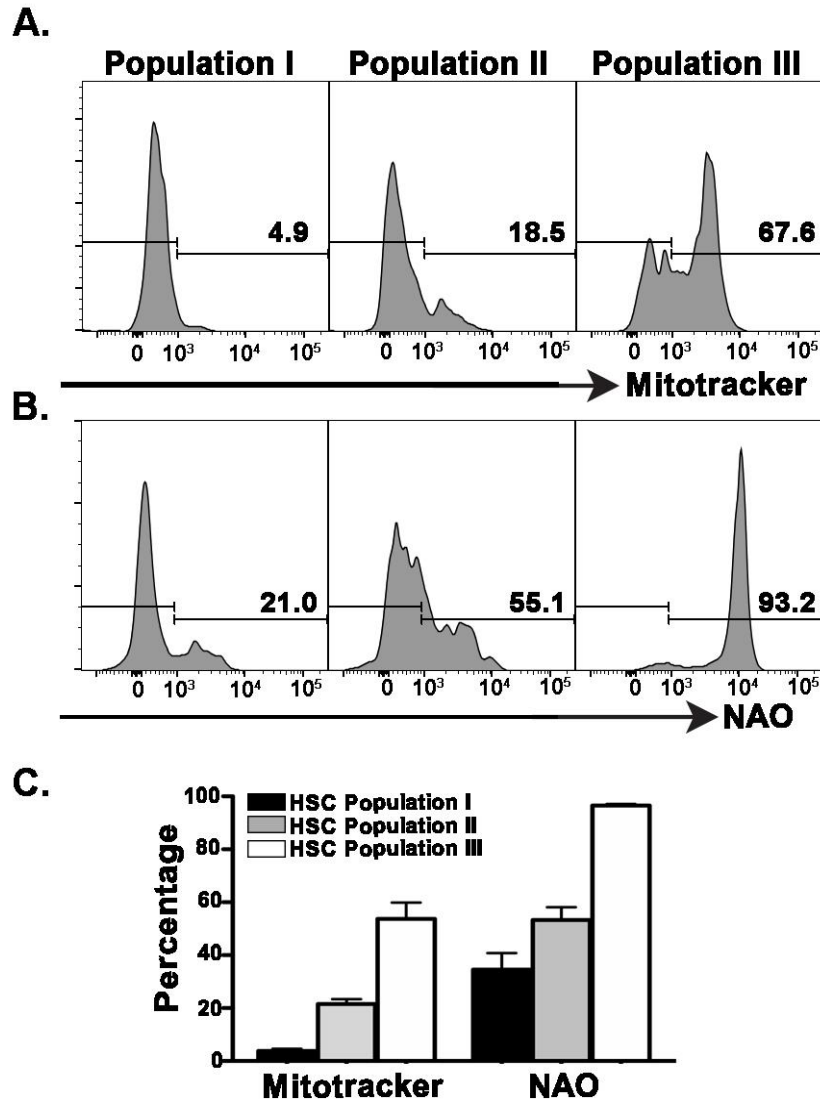 A.
Population I Population II Population III
4.9 18.5 67.6
0 10³ 10⁴ 10⁵ 0 10³ 10⁴ 10⁵ 0 10³ 10⁴ 10⁵
Mitotracker
B.
21.0 55.1 93.2
0 10³ 10⁴ 10⁵ 0 10³ 10⁴ 10⁵ 0 10³ 10⁴ 10⁵
NAO
C.
Percentage
100
80
60
40
20
0
HSC Population I
HSC Population II
HSC Population III
Mitotracker NAO